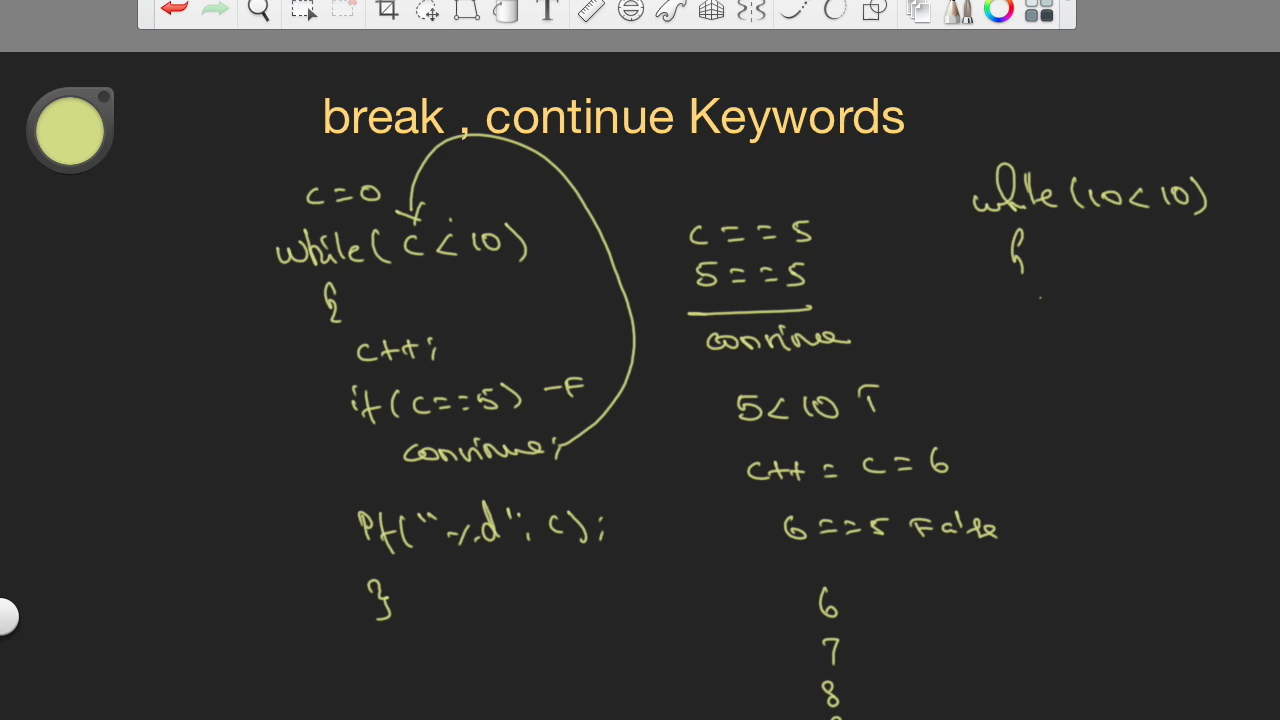 break , continue Keywords
c=0
while( c < 10)
{
c++;
if( c==5) -F
continue;
Pf("%d", c);
}
c == 5
5 == 5
continue
5<10 T
c++ = c = 6
6 == 5 False
6
7
8
while(10<10)
{